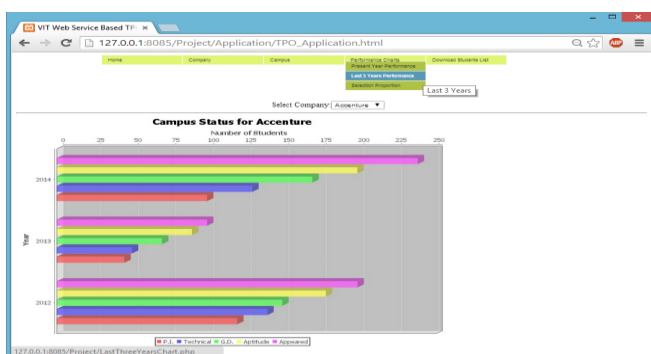 VIT Web Service Based TP
127.0.0.1:8085/Project/Application/TPO_Application.html
ABP
Home Company Campus Performance Charts Download Students List
Present Year Performance
Last 3 Years Performance
Selection Proportion
Last 3 Years
Select Company: Accenture
Campus Status for Accenture
Number of Students
0 25 50 75 100 125 150 175 200 225 250
2014
Year
2013
2012
P.I. Technical G.D. Aptitude Appeared
127.0.0.1:8085/Project/LastThreeYearsChart.php